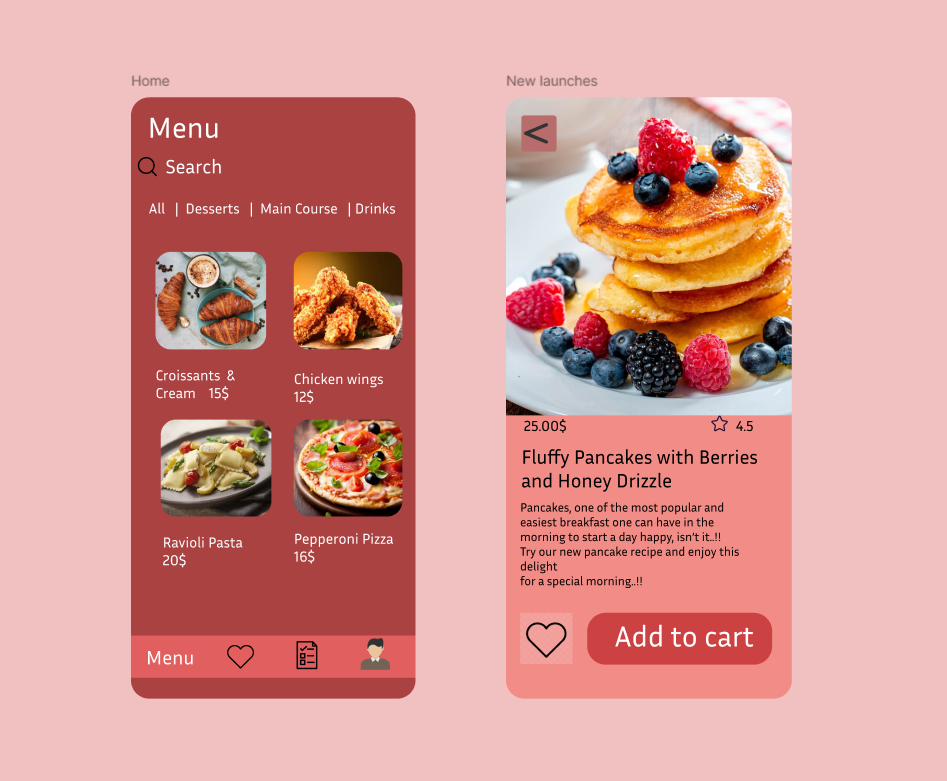 Home
Menu
Search
All | Desserts | Main Course | Drinks
Croissants &
Cream 15$
Chicken wings
12$
Ravioli Pasta
20$
Pepperoni Pizza
16$
Menu
New launches
<
25.00$ 4.5
Fluffy Pancakes with Berries
and Honey Drizzle
Pancakes, one of the most popular and
easiest breakfast one can have in the
morning to start a day happy, isn't it..!!
Try our new pancake recipe and enjoy this
delight
for a special morning..!!
Add to cart